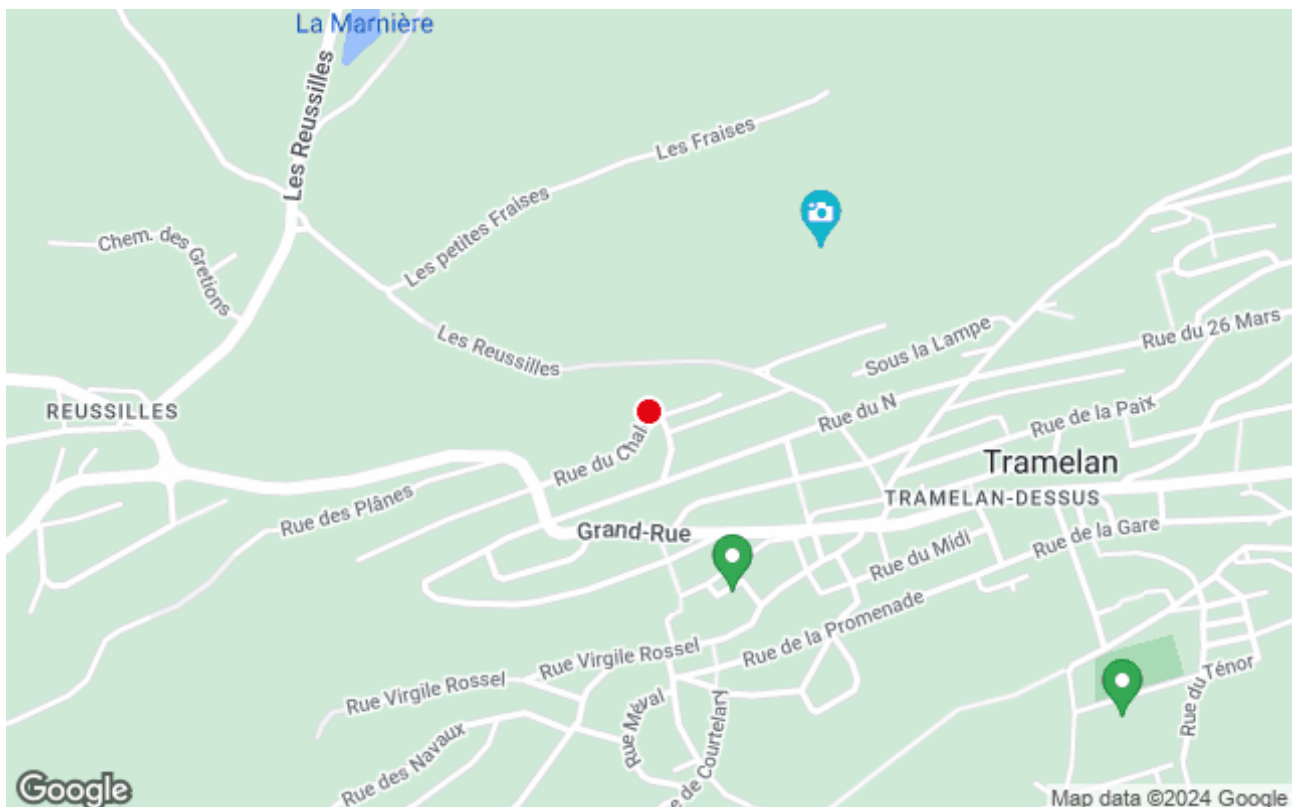 La Marnière
Les Reussilles
Les Fraises
Les petites Fraises
Chem. des Gretions
Les Reussilles
Sous la Lampe
Rue du 26 Mars
REUSSILLES
Rue du N
Rue de la Paix
Rue du Chal
Tramelan
TRAMELAN-DESSUS
Rue des Plânes
Grand-Rue
Rue de la Gare
Rue du Midi
Rue de la Promenade
Rue Virgile Rossel
Rue Virgile Rossel
Rue du Ténor
Rue Méval
e de Courtelary
Rue des Navaux
Google
Map data ©2024 Google